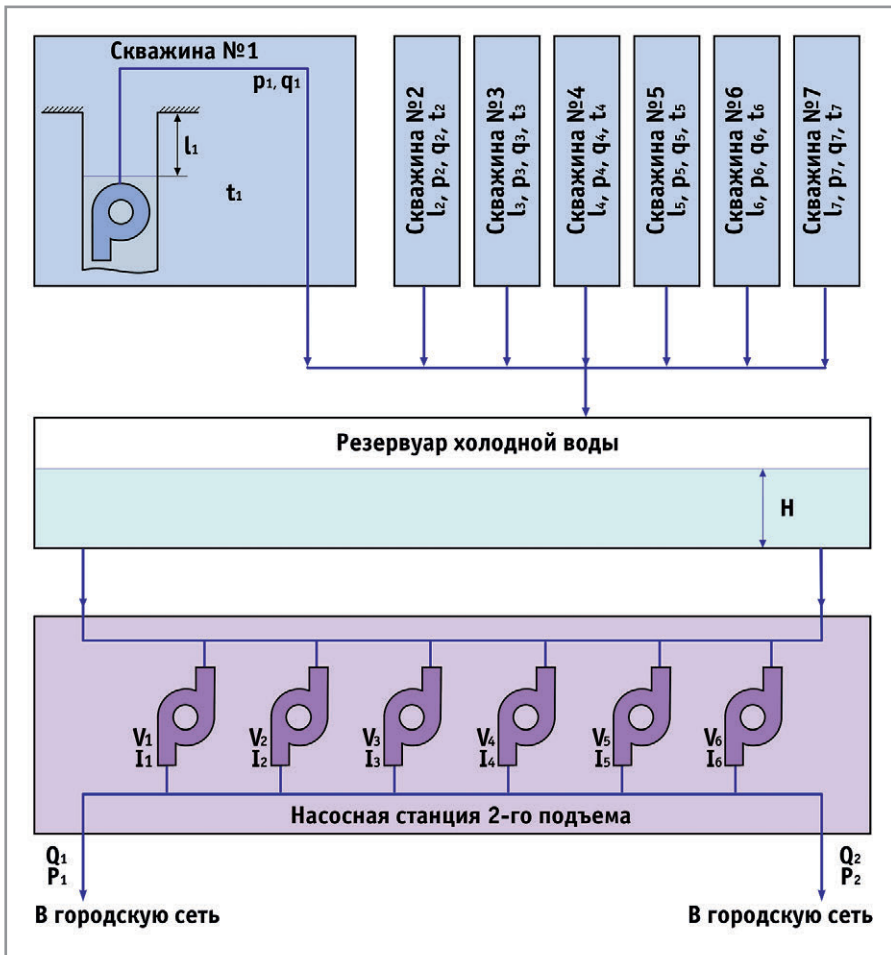 Скважина №1
p1, q1
l1
t1
Скважина №2
l2, p2, q2, t2
Скважина №3
l3, p3, q3, t3
Скважина №4
l4, p4, q4, t4
Скважина №5
l5, p5, q5, t5
Скважина №6
l6, p6, q6, t6
Скважина №7
l7, p7, q7, t7
Резервуар холодной воды
H
V1
I1
V2
I2
V3
I3
V4
I4
V5
I5
V6
I6
Насосная станция 2-го подъема
Q1
P1
Q2
P2
В городскую сеть
В городскую сеть